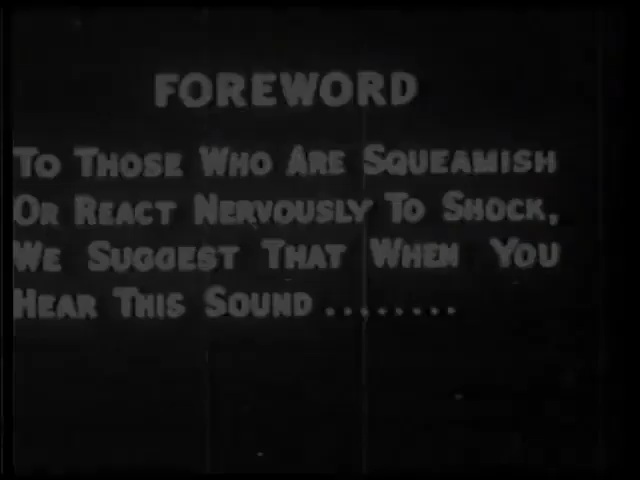 FOREWORD
TO THOSE WHO ARE SQUEAMISH
OR REACT NERVOUSLY TO SHOCK,
WE SUGGEST THAT WHEN YOU
HEAR THIS SOUND........